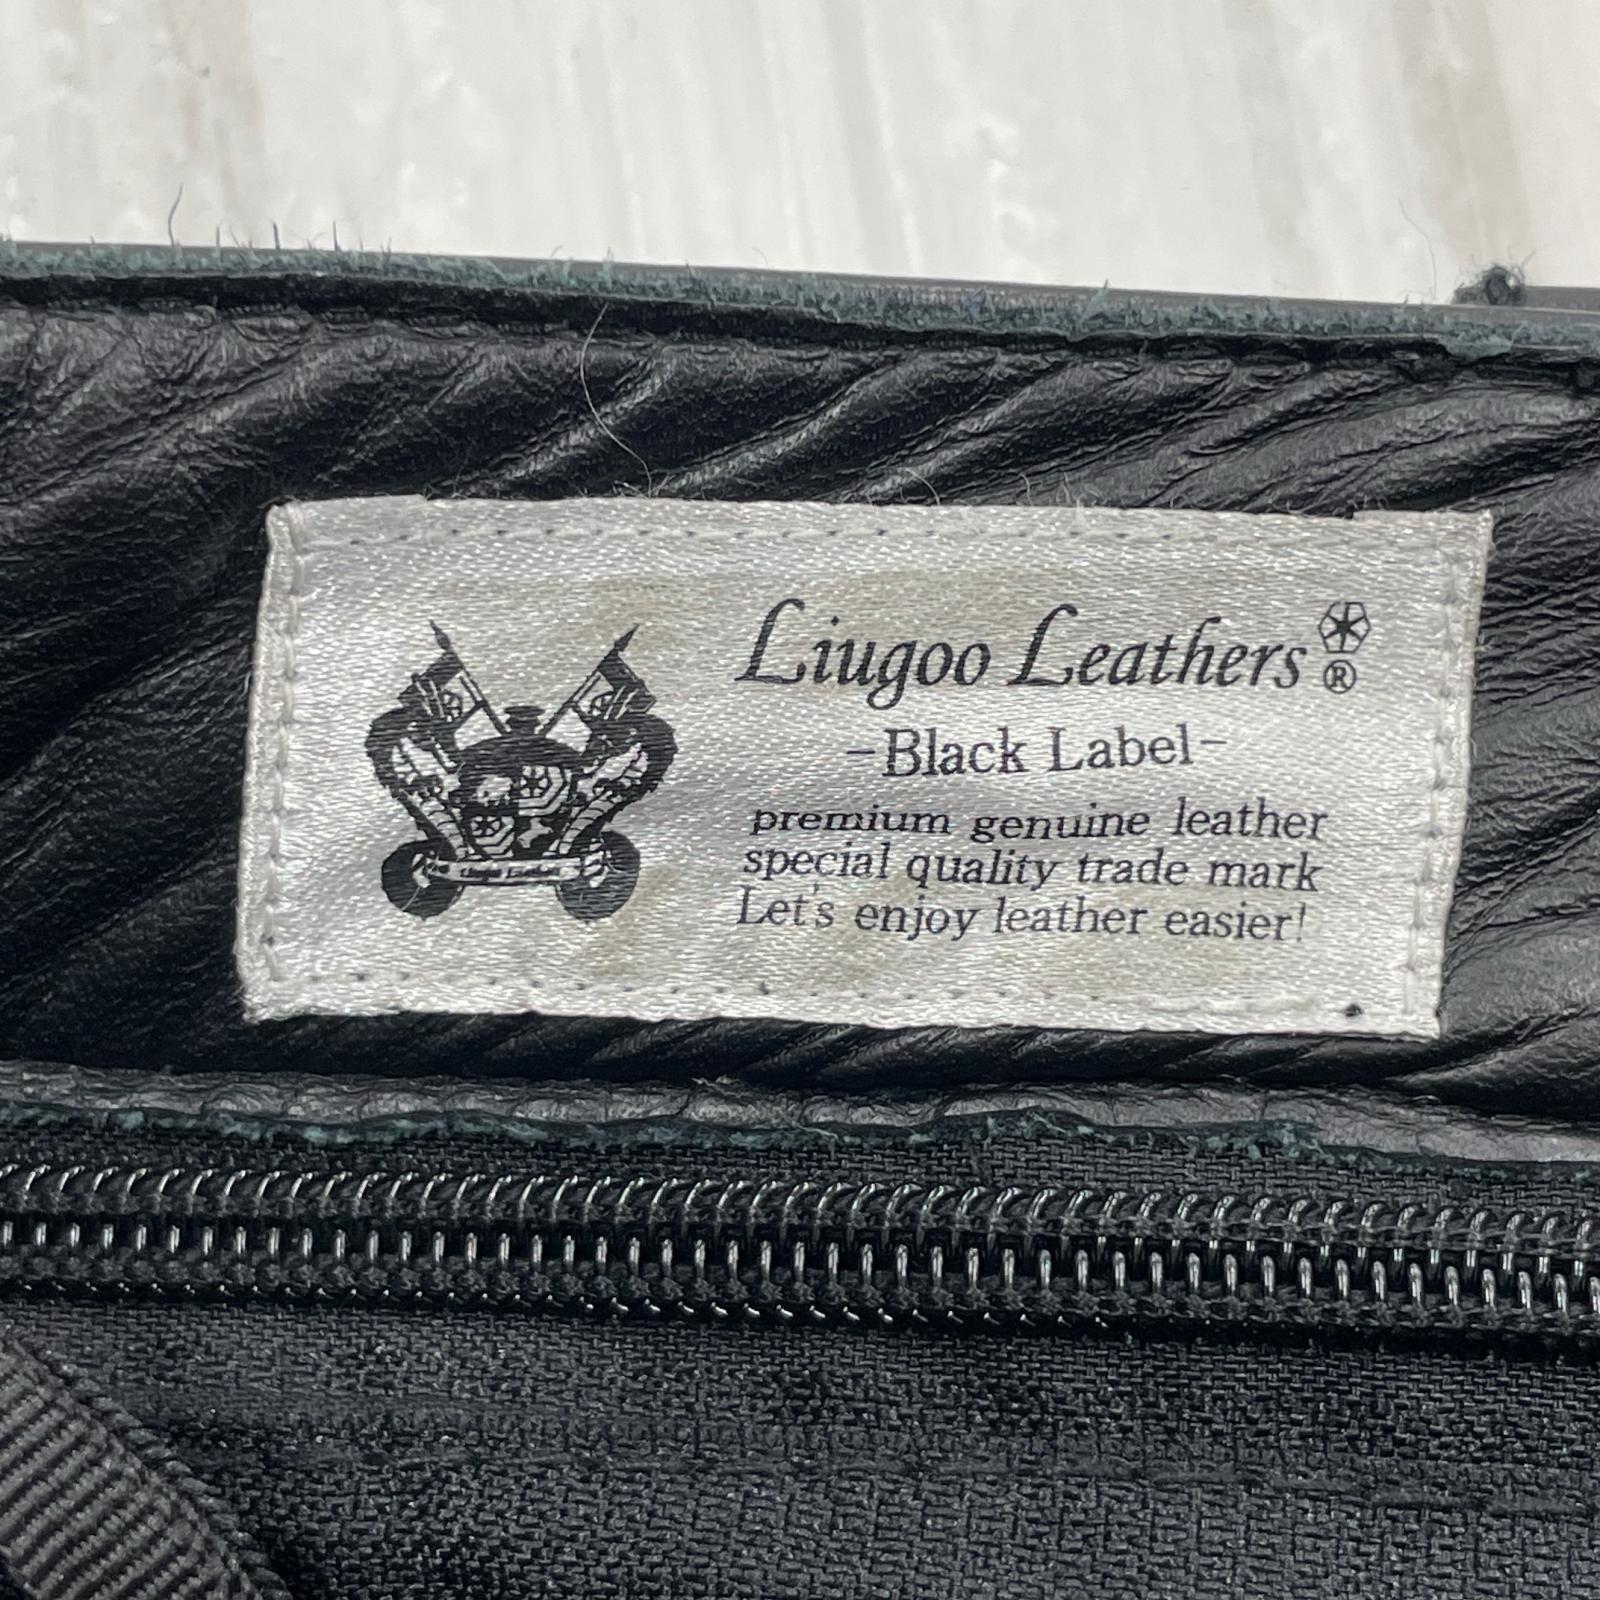 Liugoo Leathers®
-Black Label-
premium genuine leather
special quality trade mark
Let's enjoy leather easier!